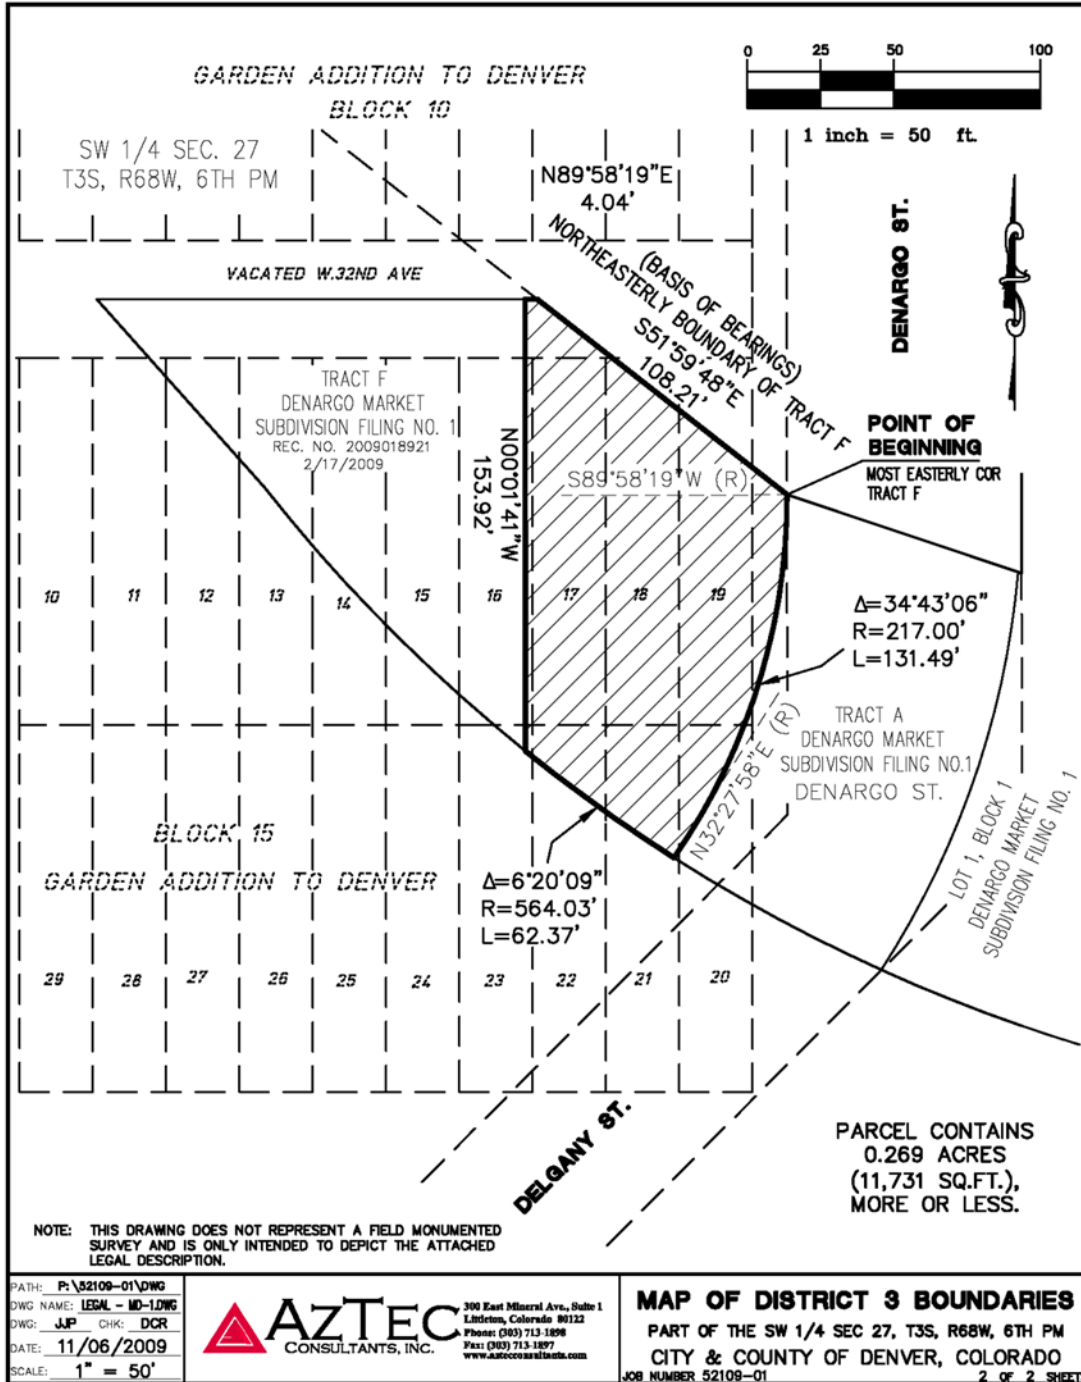 0 25 50 100
1 inch = 50 ft.
GARDEN ADDITION TO DENVER
BLOCK 10
SW 1/4 SEC. 27
T3S, R68W, 6TH PM
N89°58'19"E
4.04'
VACATED W.32ND AVE
(BASIS OF BEARINGS)
NORTHEASTERLY BOUNDARY OF TRACT F
S51°59'48"E
108.21'
DENARGO ST.
TRACT F
DENARGO MARKET
SUBDIVISION FILING NO. 1
REC. NO. 2009018921
2/17/2009
N00°01'41"W
153.92'
S89°58'19"W (R)
POINT OF
BEGINNING
MOST EASTERLY COR
TRACT F
10 11 12 13 14 15 16 17 18 19
Δ=34°43'06"
R=217.00'
L=131.49'
TRACT A
DENARGO MARKET
SUBDIVISION FILING NO.1
DENARGO ST.
N32°27'58"E (R)
LOT 1, BLOCK 1
DENARGO MARKET
SUBDIVISION FILING NO. 1
BLOCK 15
GARDEN ADDITION TO DENVER
Δ=6°20'09"
R=564.03'
L=62.37'
29 28 27 26 25 24 23 22 21 20
DELGANY ST.
PARCEL CONTAINS
0.269 ACRES
(11,731 SQ.FT.),
MORE OR LESS.
NOTE: THIS DRAWING DOES NOT REPRESENT A FIELD MONUMENTED
SURVEY AND IS ONLY INTENDED TO DEPICT THE ATTACHED
LEGAL DESCRIPTION.
PATH: P:\52109-01\DWG
DWG NAME: LEGAL - MD-1.DWG
DWG: JJP CHK: DCR
DATE: 11/06/2009
SCALE: 1" = 50'
AZTEC
CONSULTANTS, INC.
300 East Mineral Ave., Suite 1
Littleton, Colorado 80122
Phone: (303) 713-1898
Fax: (303) 713-1897
www.aztecconsultants.com
MAP OF DISTRICT 3 BOUNDARIES
PART OF THE SW 1/4 SEC 27, T3S, R68W, 6TH PM
CITY & COUNTY OF DENVER, COLORADO
JOB NUMBER 52109-01 2 OF 2 SHEET